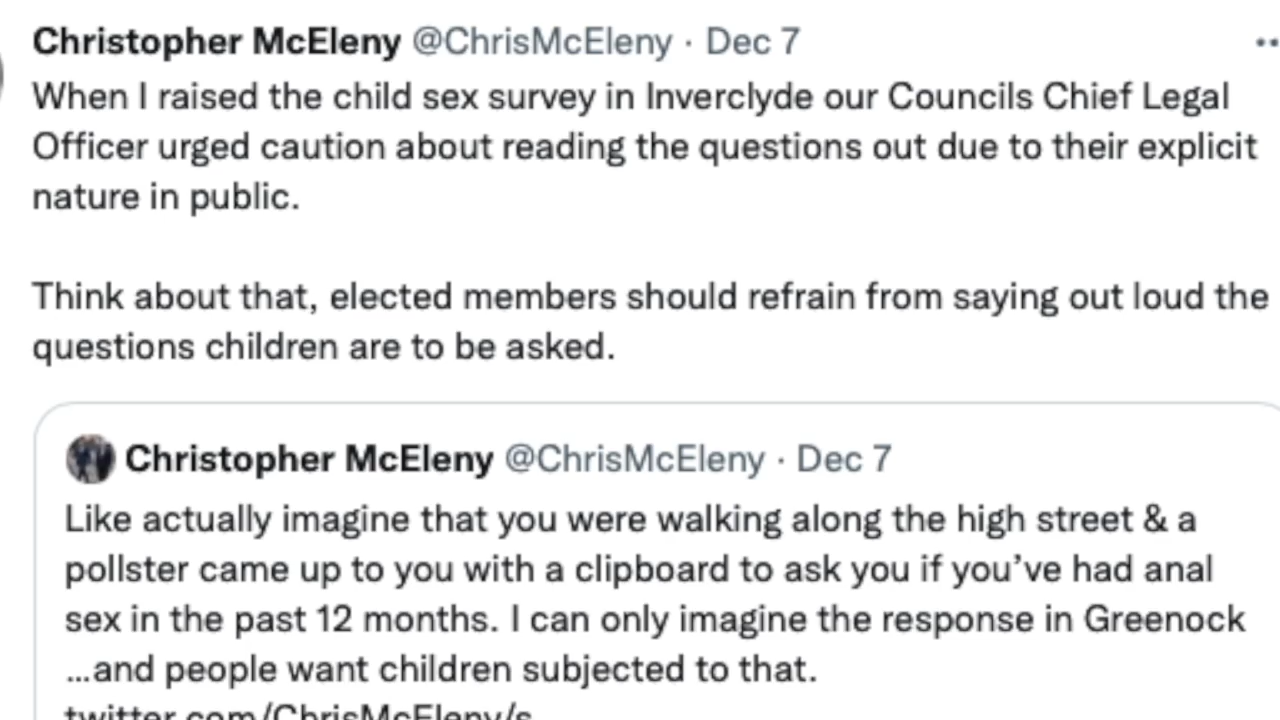 Christopher McEleny @ChrisMcEleny · Dec 7
When I raised the child sex survey in Inverclyde our Councils Chief Legal
Officer urged caution about reading the questions out due to their explicit
nature in public.
Think about that, elected members should refrain from saying out loud the
questions children are to be asked.
Christopher McEleny @ChrisMcEleny · Dec 7
Like actually imagine that you were walking along the high street & a
pollster came up to you with a clipboard to ask you if you’ve had anal
sex in the past 12 months. I can only imagine the response in Greenock
...and people want children subjected to that.
twitter.com/ChrisMcEleny/s